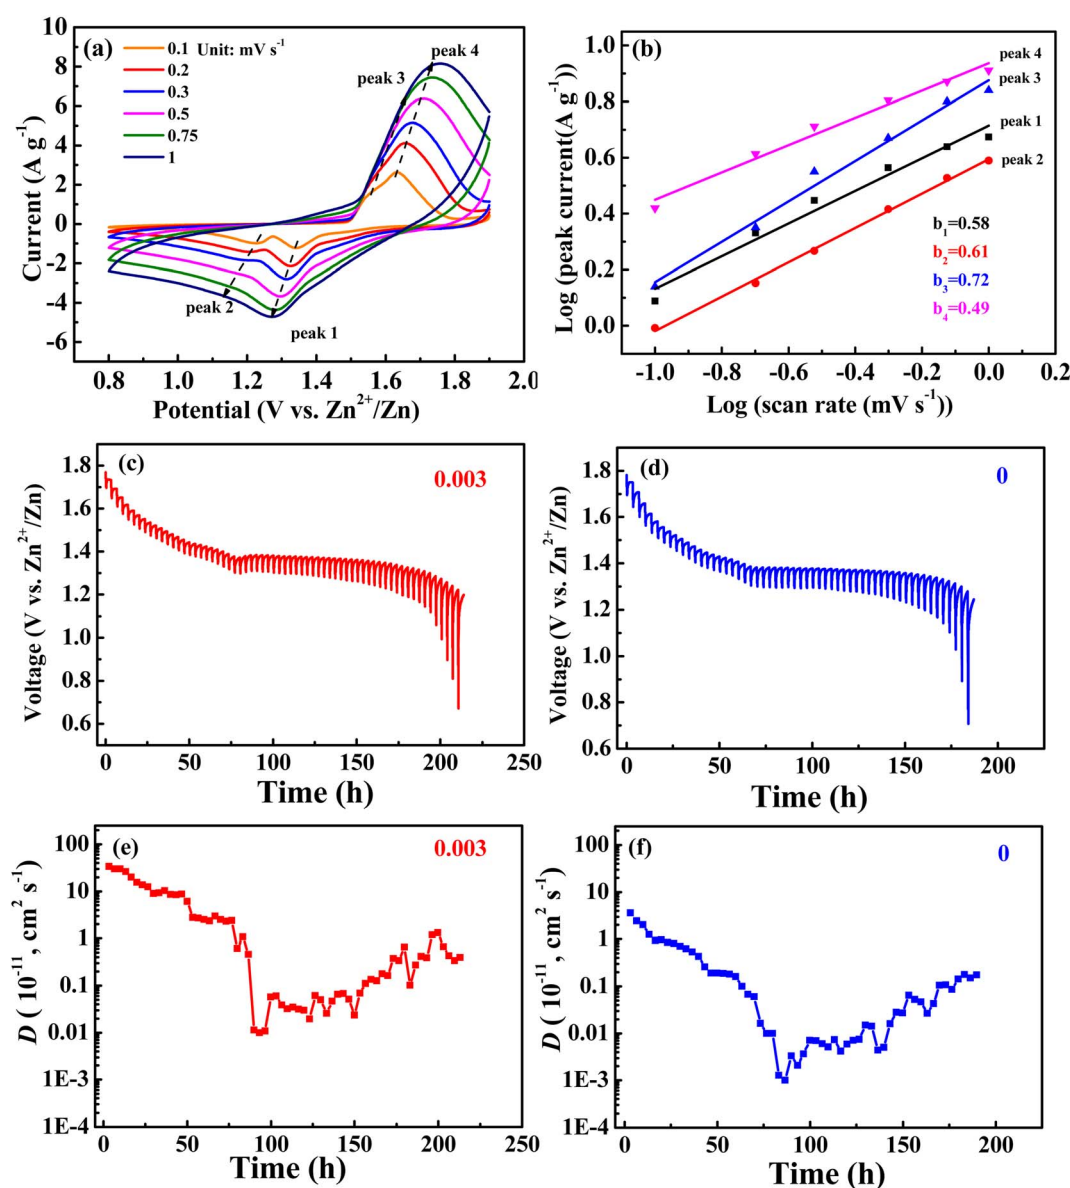 (a)
0.1 Unit: mV s⁻¹
0.2
0.3
0.5
0.75
1
peak 3
peak 4
peak 2
peak 1
10
8
6
4
2
0
-2
-4
-6
Current (A g⁻¹)
0.8 1.0 1.2 1.4 1.6 1.8 2.0
Potential (V vs. Zn²⁺/Zn)
(b)
peak 4
peak 3
peak 1
peak 2
b₁=0.58
b₂=0.61
b₃=0.72
b₄=0.49
1.0
0.8
0.6
0.4
0.2
0.0
Log (peak current(A g⁻¹))
-1.0 -0.8 -0.6 -0.4 -0.2 0.0 0.2
Log (scan rate (mV s⁻¹))
(c)
0.003
1.8
1.6
1.4
1.2
1.0
0.8
0.6
Voltage (V vs. Zn²⁺/Zn)
0 50 100 150 200 250
Time (h)
(d)
0
1.8
1.6
1.4
1.2
1.0
0.8
0.6
Voltage (V vs. Zn²⁺/Zn)
0 50 100 150 200
Time (h)
(e)
0.003
100
10
1
0.1
0.01
1E-3
1E-4
D ( 10⁻¹¹ , cm² s⁻¹)
0 50 100 150 200 250
Time (h)
(f)
0
100
10
1
0.1
0.01
1E-3
1E-4
D ( 10⁻¹¹ , cm² s⁻¹)
0 50 100 150 200
Time (h)